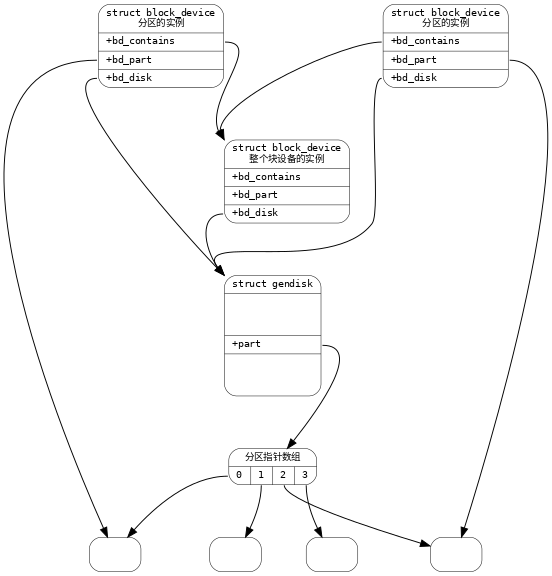 struct block_device
分区的实例
+bd_contains
+bd_part
+bd_disk
struct block_device
分区的实例
+bd_contains
+bd_part
+bd_disk
struct block_device
整个块设备的实例
+bd_contains
+bd_part
+bd_disk
struct gendisk
+part
分区指针数组
0 1 2 3